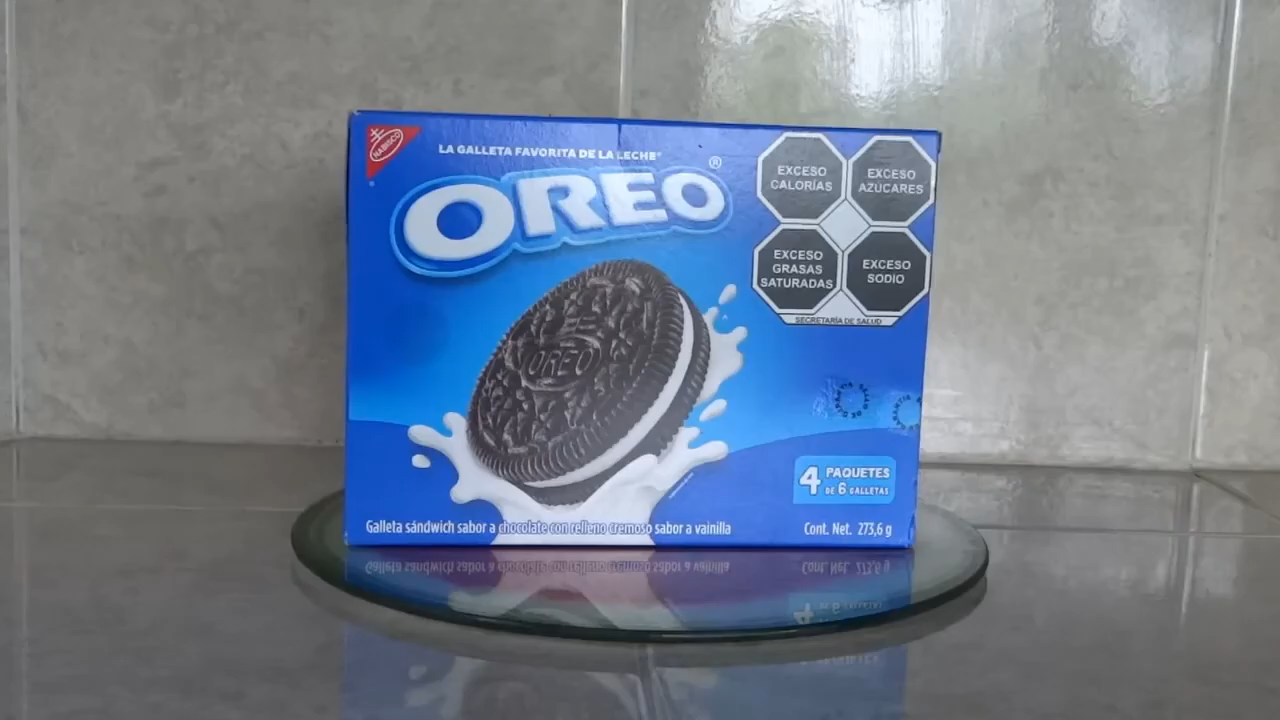 NABISCO
LA GALLETA FAVORITA DE LA LECHE®
OREO®
EXCESO
CALORÍAS
EXCESO
AZÚCARES
EXCESO
GRASAS
SATURADAS
EXCESO
SODIO
SECRETARÍA DE SALUD
OREO
4 PAQUETES
DE 6 GALLETAS
Galleta sándwich sabor a chocolate con relleno cremoso sabor a vainilla
Cont. Net. 273,6 g